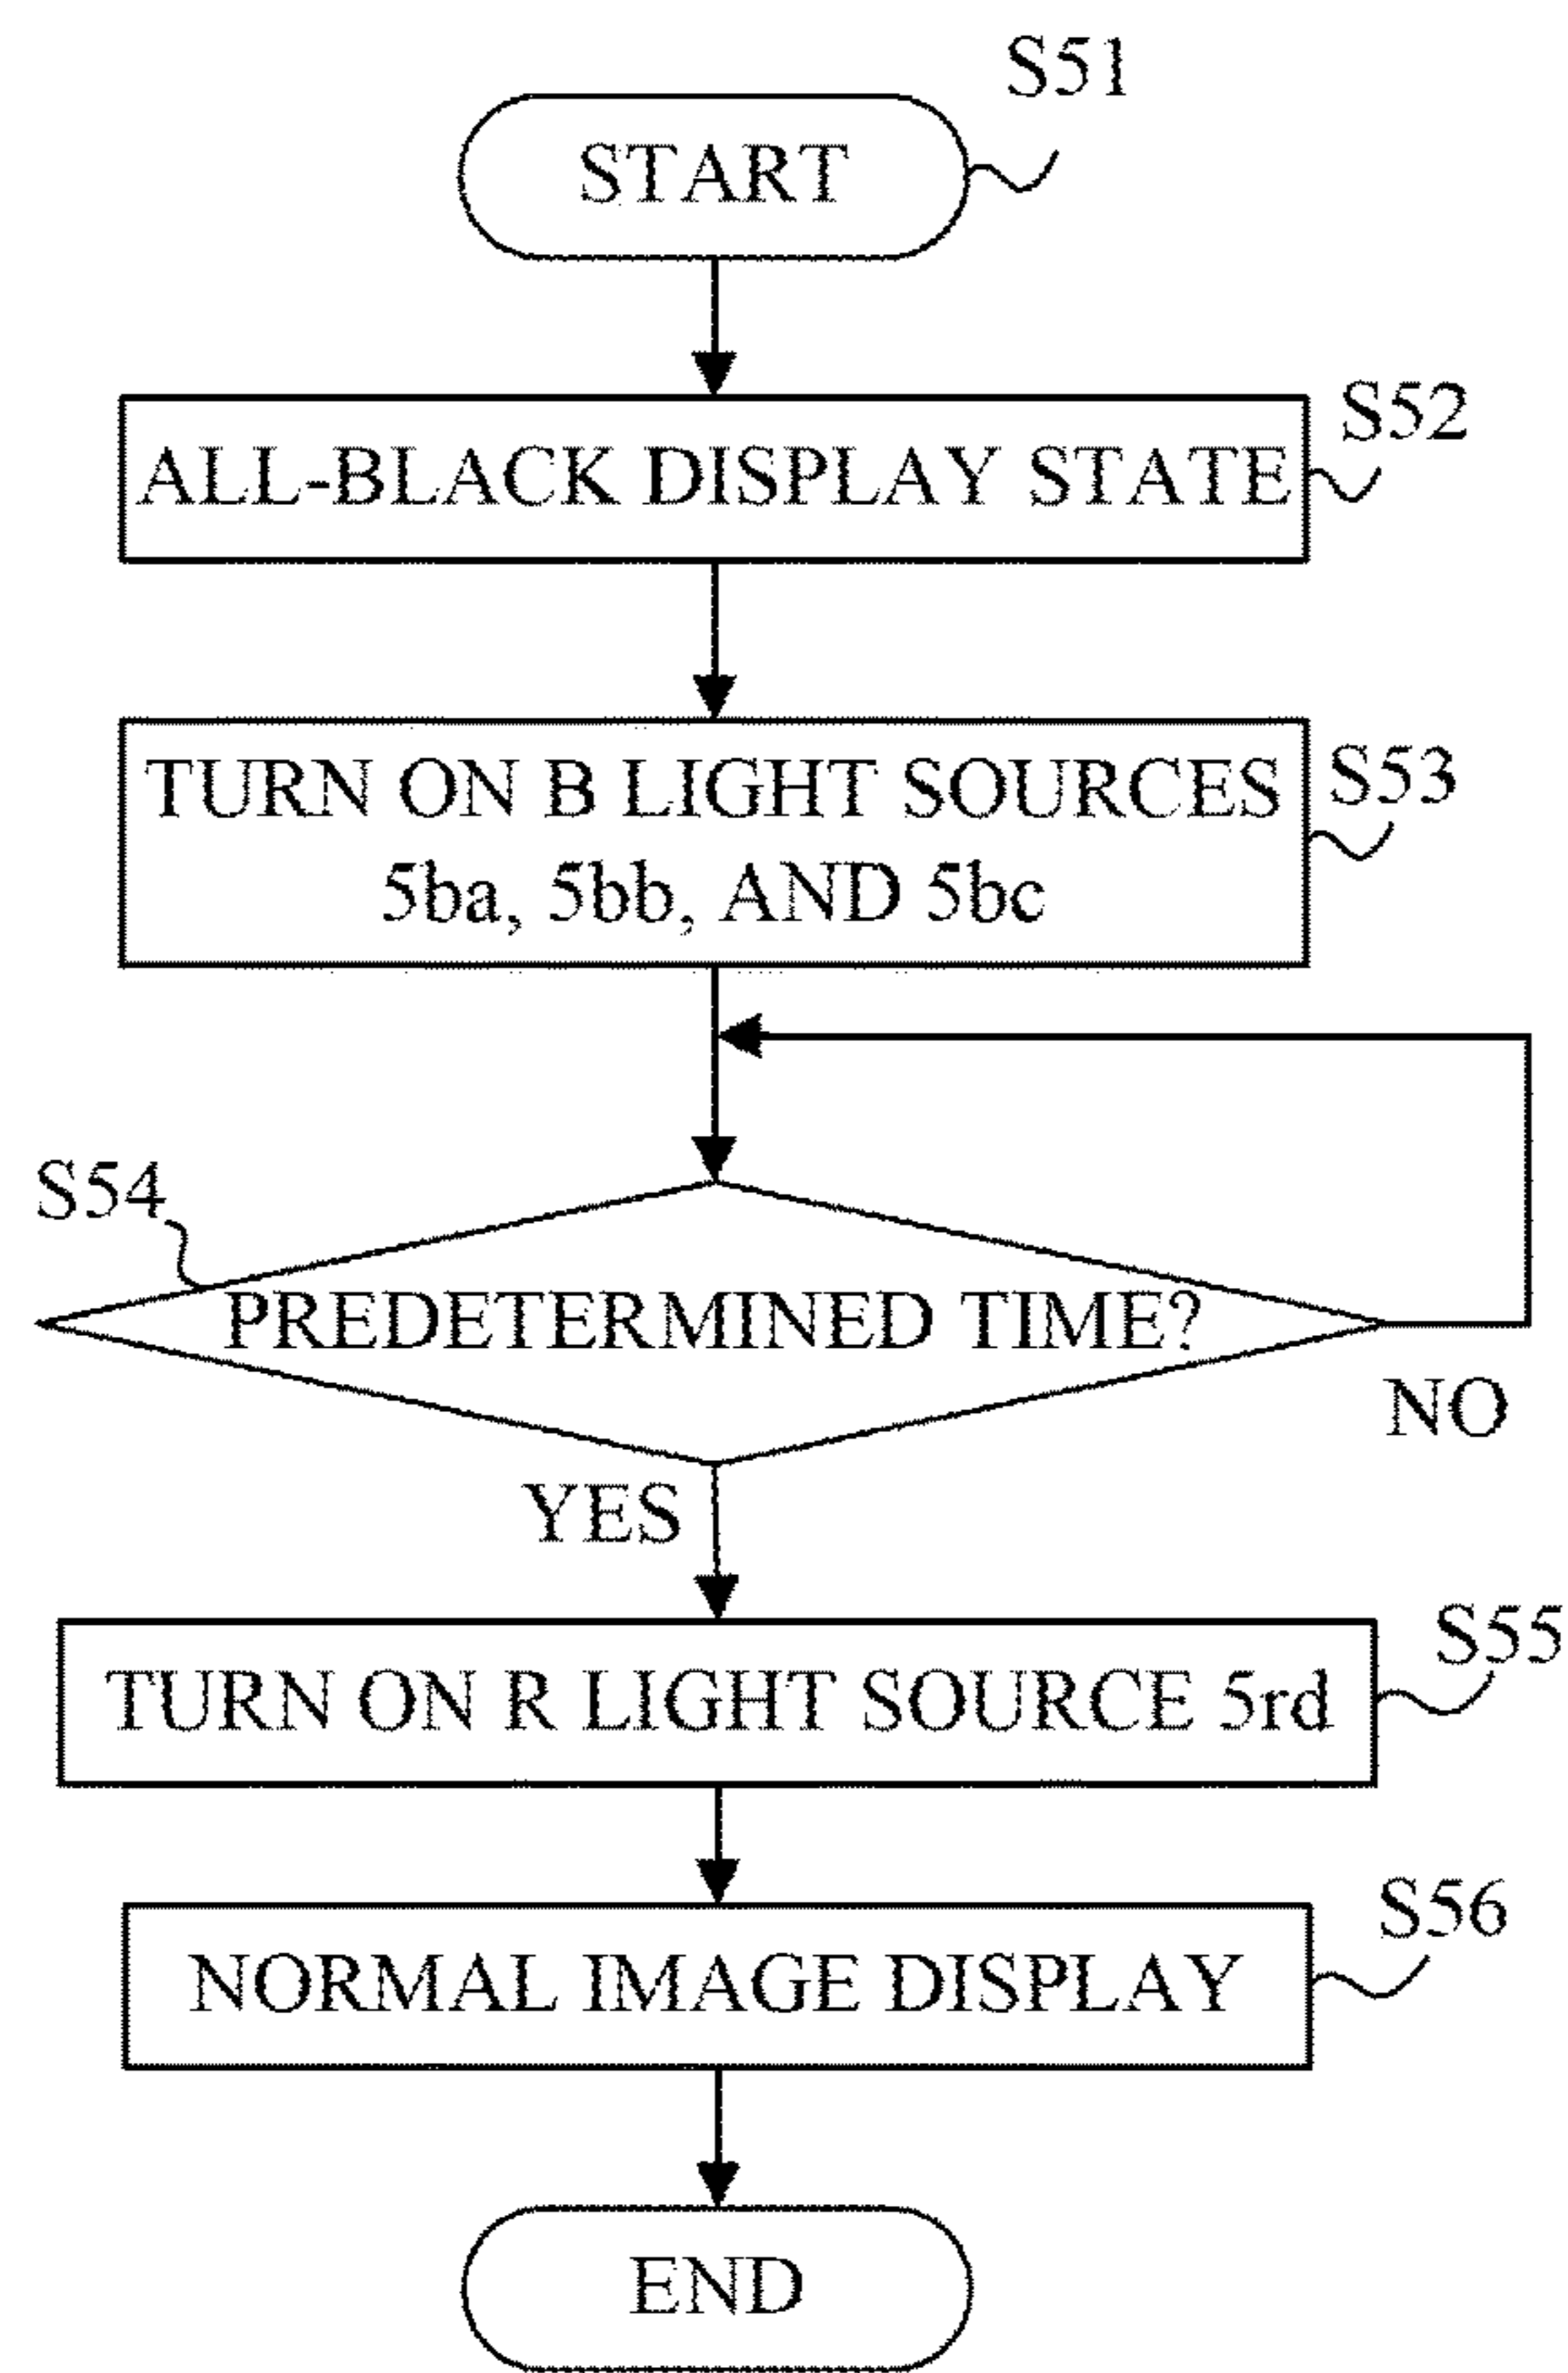 S51
START
S52
ALL-BLACK DISPLAY STATE
S53
TURN ON B LIGHT SOURCES
5ba, 5bb, AND 5bc
S54
PREDETERMINED TIME?
NO
YES
S55
TURN ON R LIGHT SOURCE 5rd
S56
NORMAL IMAGE DISPLAY
END